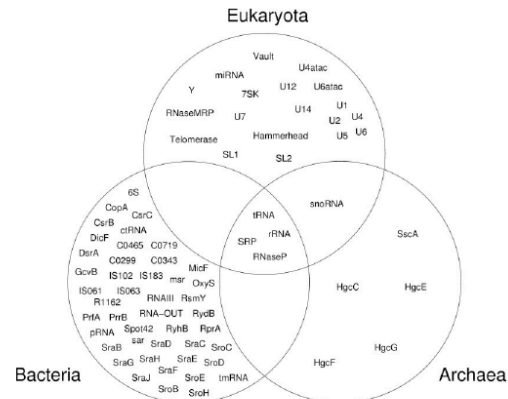 Eukaryota
Vault
miRNA U4atac
Y 7SK U12 U6atac
RNaseMRP U7 U14 U1
U2 U4
Telomerase Hammerhead U5 U6
SL1 SL2
6S
CopA
CsrB CsrC
DicF ctRNA
DsrA C0465 C0719
GcvB C0299 C0343
IS102 IS183 msr MicF
IS061 IS063 OxyS
R1162 RNAIII RsmY
PrfA PrrB RNA-OUT RydB
pRNA Spot42 RyhB RprA
sar
SraB SraD SraC SroC
SraG SraH SraE SroD
SraJ SraF SroE tmRNA
SroB SroH
tRNA snoRNA
rRNA
SRP
RNaseP
SscA
HgcC HgcE
HgcG
HgcF
Bacteria Archaea